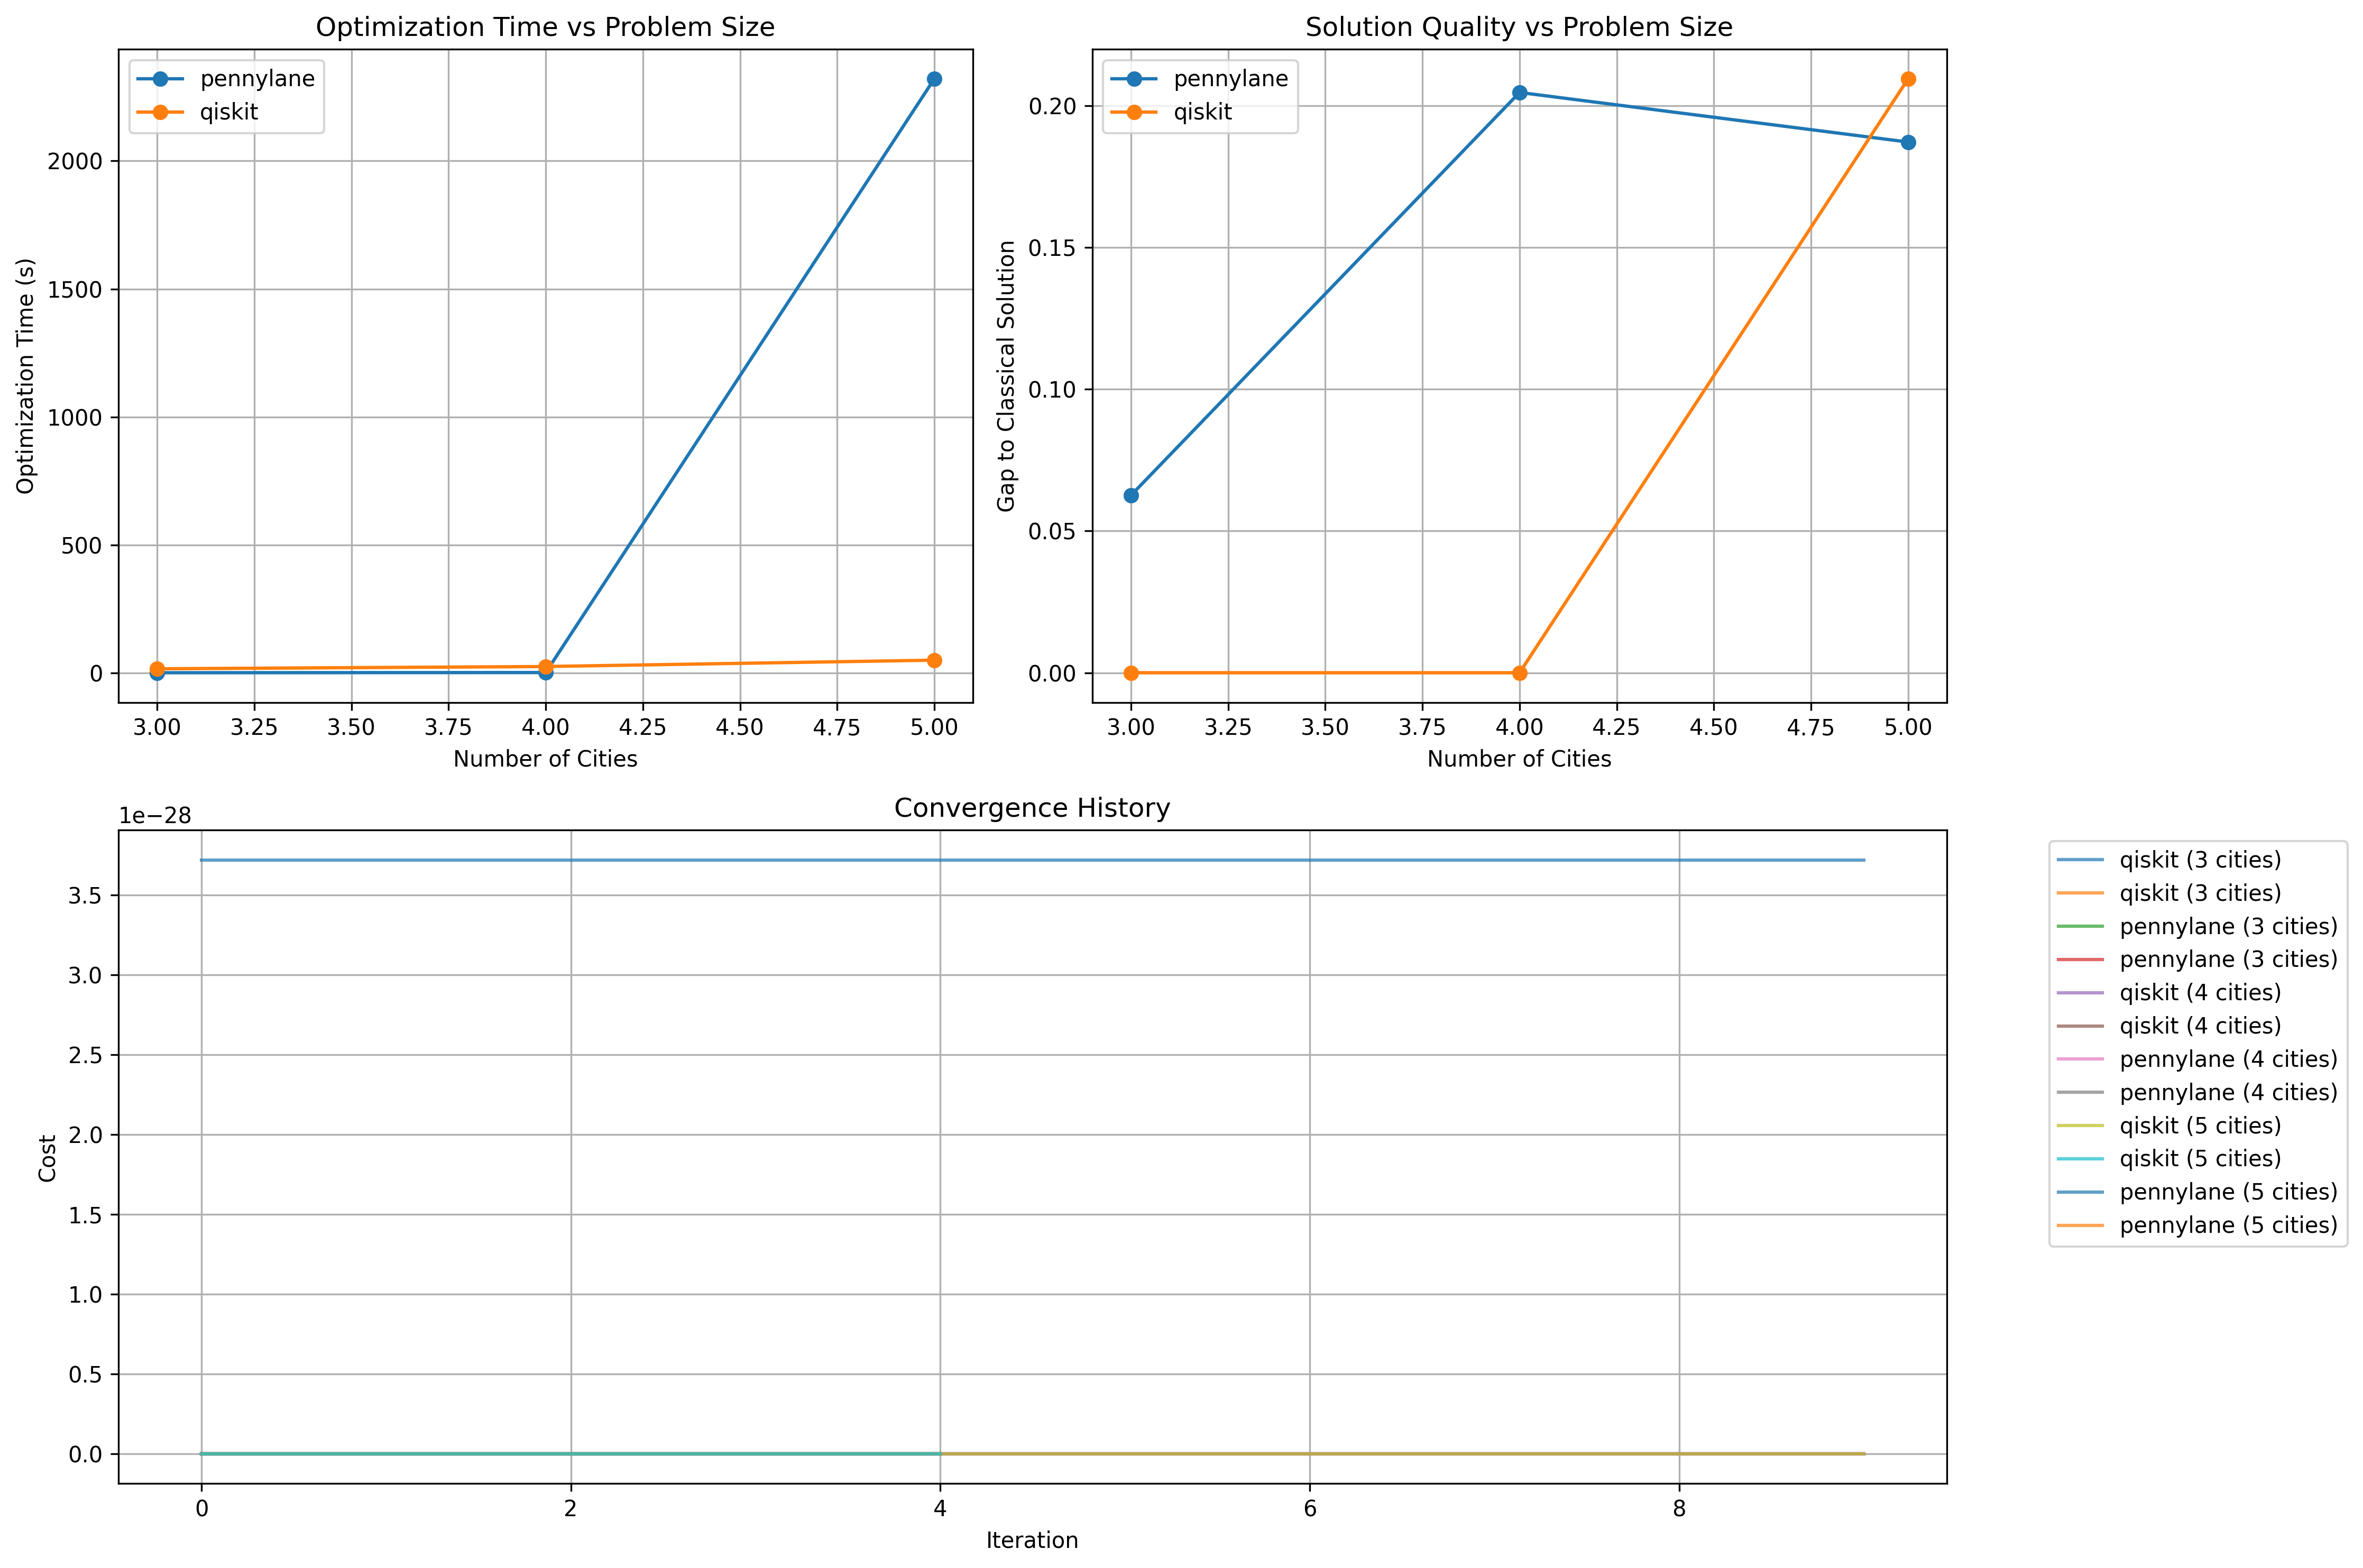 Optimization Time vs Problem Size
pennylane
qiskit
Optimization Time (s)
2000
1500
1000
500
0
3.00 3.25 3.50 3.75 4.00 4.25 4.50 4.75 5.00
Number of Cities
Solution Quality vs Problem Size
pennylane
qiskit
Gap to Classical Solution
0.20
0.15
0.10
0.05
0.00
3.00 3.25 3.50 3.75 4.00 4.25 4.50 4.75 5.00
Number of Cities
Convergence History
1e−28
Cost
3.5
3.0
2.5
2.0
1.5
1.0
0.5
0.0
0 2 4 6 8
Iteration
qiskit (3 cities)
qiskit (3 cities)
pennylane (3 cities)
pennylane (3 cities)
qiskit (4 cities)
qiskit (4 cities)
pennylane (4 cities)
pennylane (4 cities)
qiskit (5 cities)
qiskit (5 cities)
pennylane (5 cities)
pennylane (5 cities)